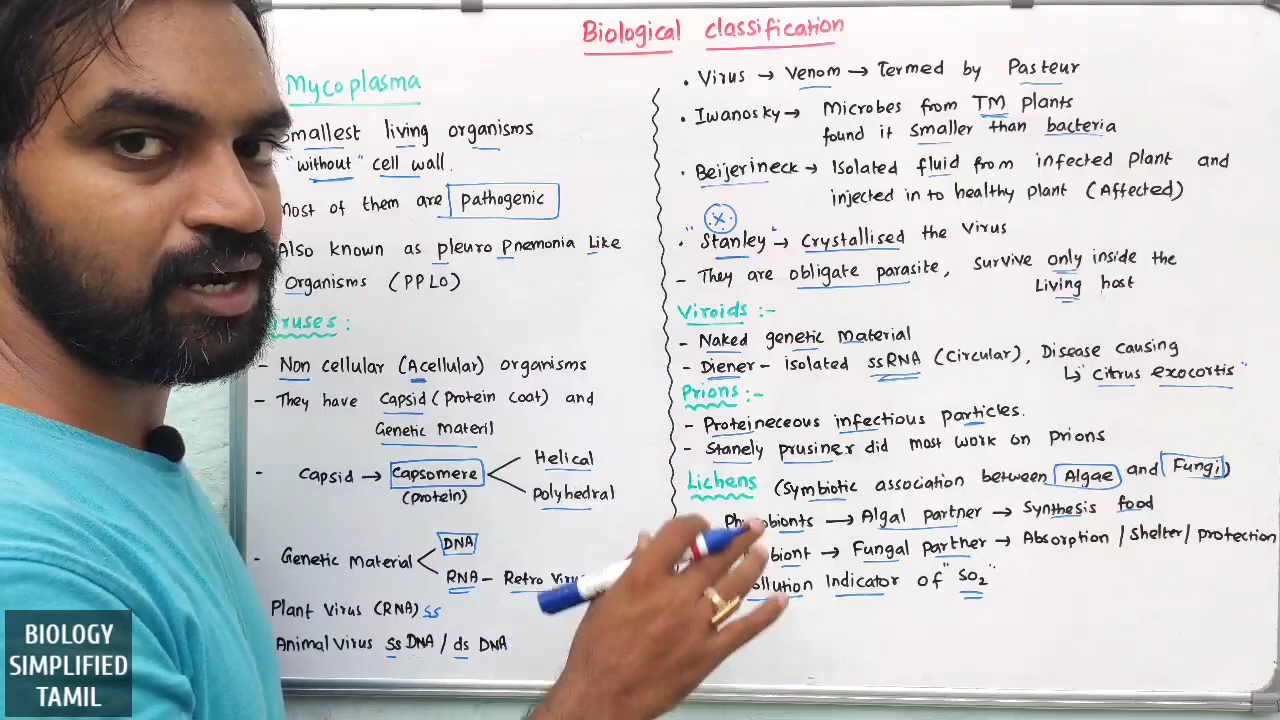 Biological classification
Mycoplasma
Smallest living organisms
"without" cell wall.
most of them are pathogenic
Also known as pleuro pnemonia Like
Organisms (PPLO)
iruses :
- Non cellular (Acellular) organisms
- They have Capsid (Protein coat) and
Genetic Materil
- Capsid → Capsomere
(protein)
Helical
Polyhedral
- Genetic Material
DNA
RNA - Retro Viru
Plant Virus (RNA) ss
Animal Virus ss DNA / ds DNA
• Virus → Venom → Termed by Pasteur
• Iwanosky → Microbes from TM plants
found it smaller than bacteria
• Beijerineck → Isolated fluid from infected Plant and
injected in to healthy plant (Affected)
• "Stanley" → crystallised the Virus
- They are obligate parasite, survive only inside the
Living host
Viroids :-
- Naked genetic material
- Diener - isolated ssRNA (Circular), Disease causing
↳ "Citrus exocortis"
Prions :-
- Proteineceous infectious particles.
- Stanely prusiner did most work on prions
Lichens (Symbiotic association between Algae and Fungi)
bionts → Algal partner → Synthesis food
biont → Fungal partner → Absorption / Shelter / protection
ollution Indicator of "SO2"
BIOLOGY
SIMPLIFIED
TAMIL